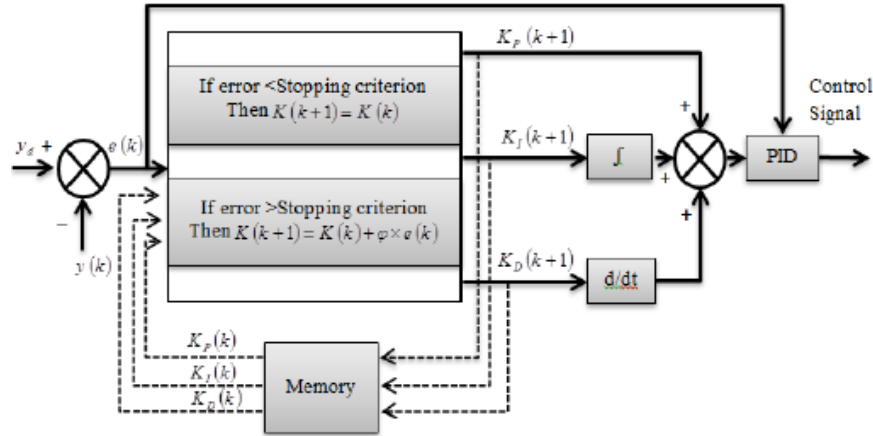 K_P(k+1)
If error <Stopping criterion
Then K(k+1) = K(k)
Control
Signal
+
y_d +
e(k)
K_I(k+1)
∫
+
PID
If error >Stopping criterion
Then K(k+1) = K(k) + φ × e(k)
−
+
y(k)
K_D(k+1)
d/dt
K_P(k)
K_I(k)
K_D(k)
Memory